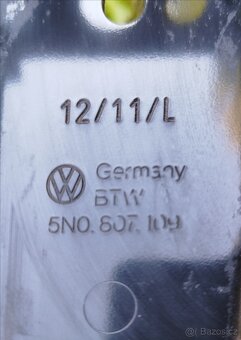 12/11/L
Germany
BTW
5N0.807.109
© Bazos.cz